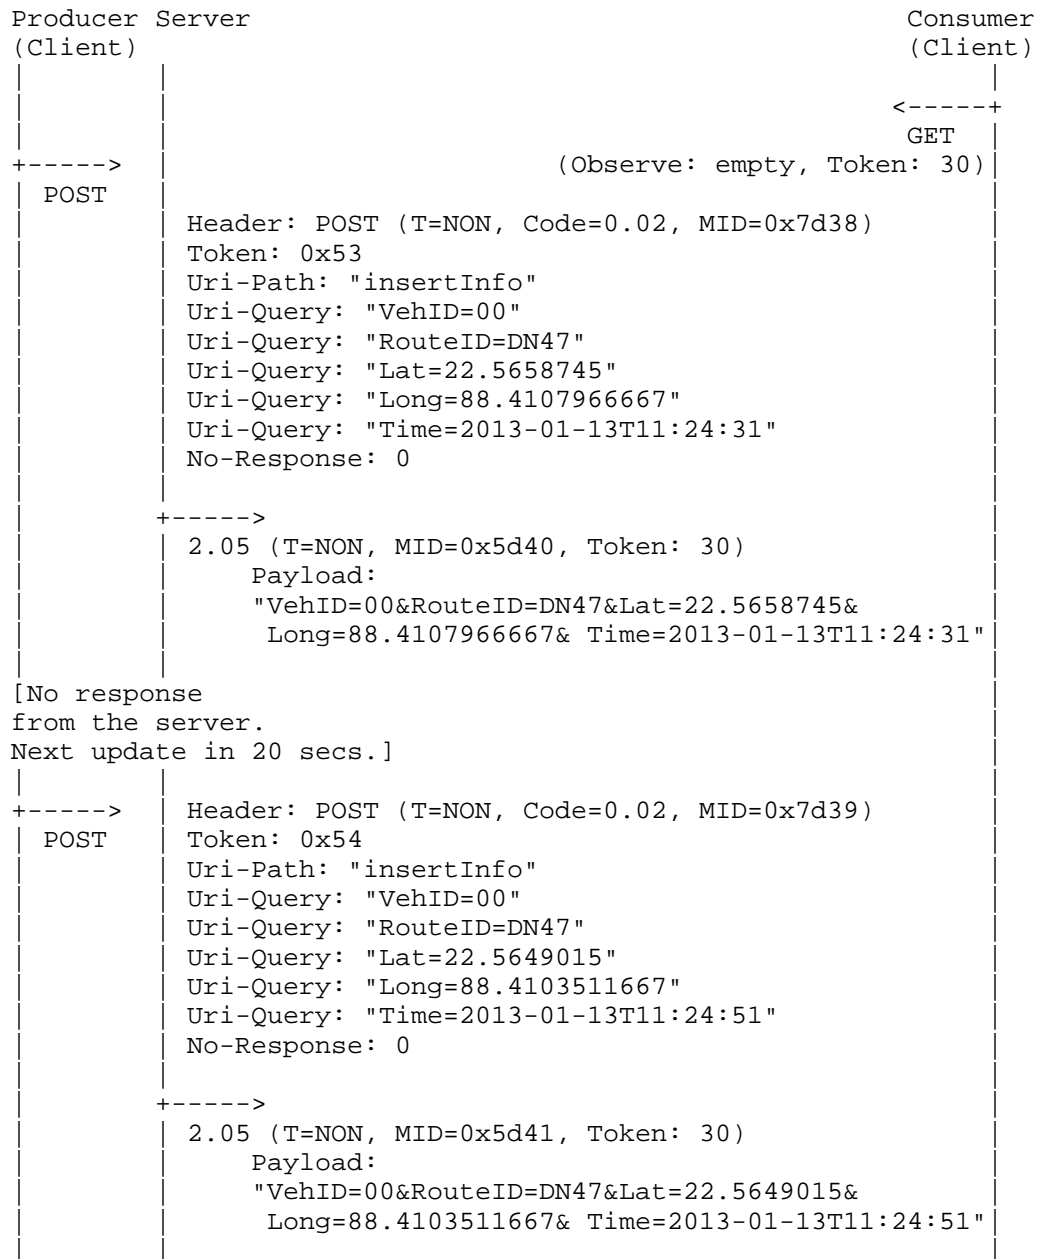 Producer Server                                         Consumer
(Client)                                                (Client)
|         |                                                    |
|         |                                             <-----+
|         |                                              GET  |
+----->   |                        (Observe: empty, Token: 30)|
| POST    |                                                    |
|         | Header: POST (T=NON, Code=0.02, MID=0x7d38)        |
|         | Token: 0x53                                        |
|         | Uri-Path: "insertInfo"                             |
|         | Uri-Query: "VehID=00"                              |
|         | Uri-Query: "RouteID=DN47"                          |
|         | Uri-Query: "Lat=22.5658745"                        |
|         | Uri-Query: "Long=88.4107966667"                    |
|         | Uri-Query: "Time=2013-01-13T11:24:31"              |
|         | No-Response: 0                                     |
|         |                                                    |
|         +----->                                              |
|         | 2.05 (T=NON, MID=0x5d40, Token: 30)                |
|         |     Payload:                                       |
|         |     "VehID=00&RouteID=DN47&Lat=22.5658745&         |
|         |      Long=88.4107966667& Time=2013-01-13T11:24:31"|
|         |                                                    |
[No response                                                   |
from the server.                                               |
Next update in 20 secs.]                                       |
|         |                                                    |
+----->   | Header: POST (T=NON, Code=0.02, MID=0x7d39)        |
| POST    | Token: 0x54                                        |
|         | Uri-Path: "insertInfo"                             |
|         | Uri-Query: "VehID=00"                              |
|         | Uri-Query: "RouteID=DN47"                          |
|         | Uri-Query: "Lat=22.5649015"                        |
|         | Uri-Query: "Long=88.4103511667"                    |
|         | Uri-Query: "Time=2013-01-13T11:24:51"              |
|         | No-Response: 0                                     |
|         |                                                    |
|         +----->                                              |
|         | 2.05 (T=NON, MID=0x5d41, Token: 30)                |
|         |     Payload:                                       |
|         |     "VehID=00&RouteID=DN47&Lat=22.5649015&         |
|         |      Long=88.4103511667& Time=2013-01-13T11:24:51"|
|         |                                                    |